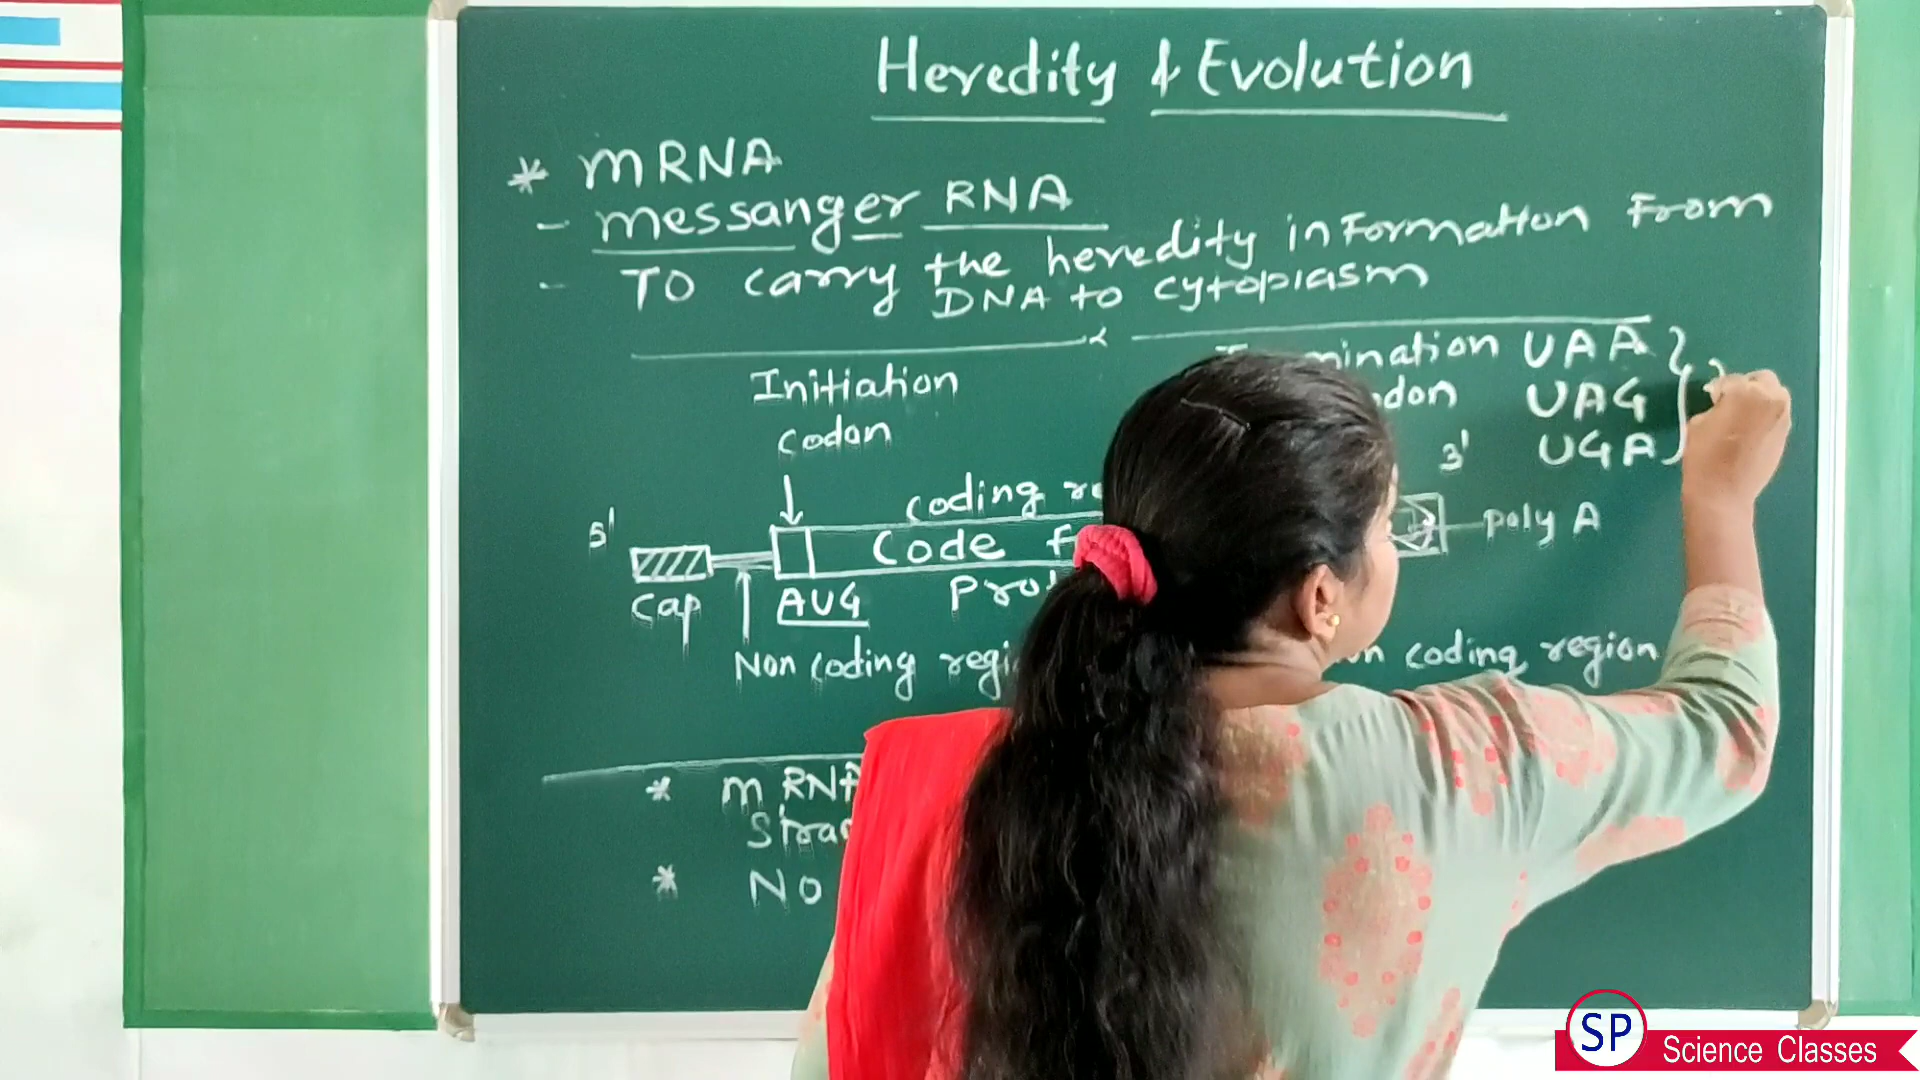 Heredity & Evolution
* mRNA
- messanger RNA
- To carry the heredity information from
DNA to cytoplasm
Initiation
codon
UAA
UAG
UGA
3'
coding
5'
Code
poly A
Cap
AUG
Non coding
coding region
* mRNA
* No
SP Science Classes